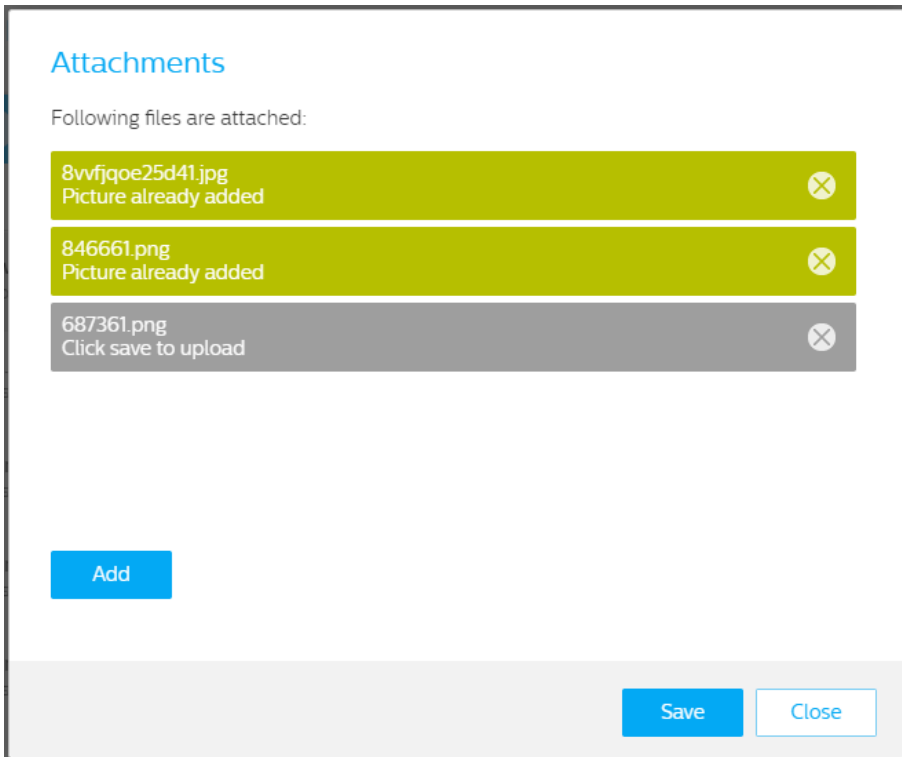 Attachments
Following files are attached:
8vvfjqoe25d41.jpg
Picture already added
846661.png
Picture already added
687361.png
Click save to upload
Add
Save
Close